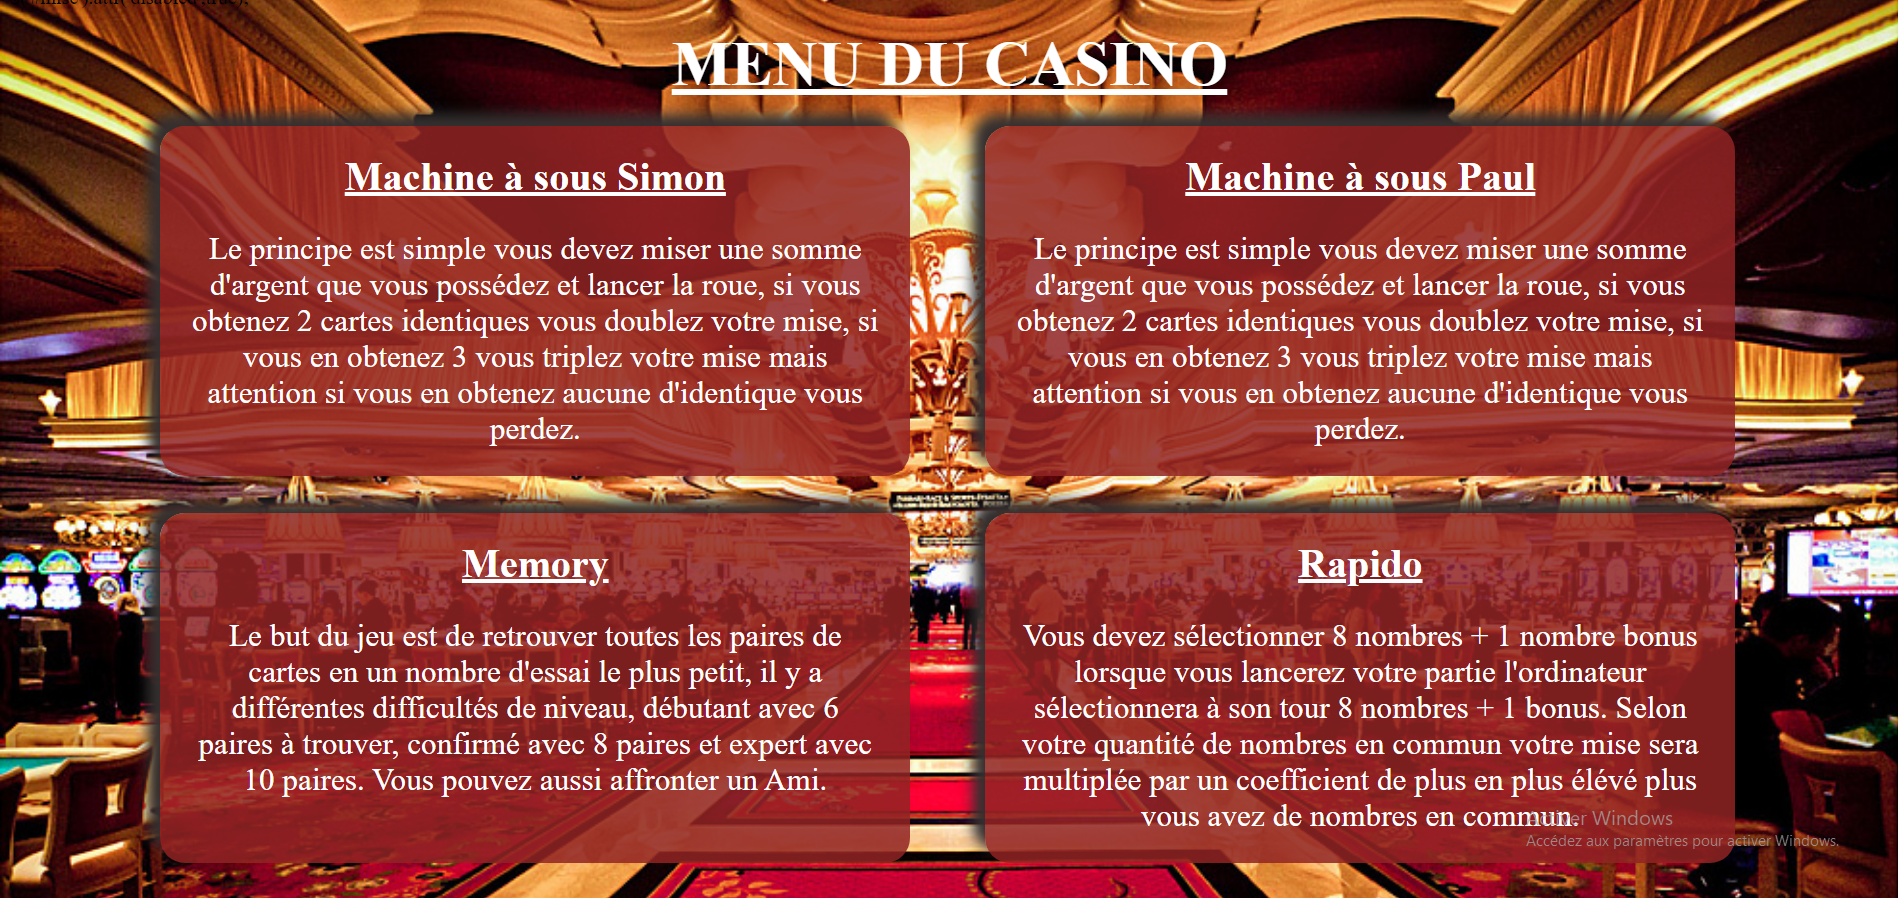 MENU DU CASINO
Machine à sous Simon
Le principe est simple vous devez miser une somme
d'argent que vous possédez et lancer la roue, si vous
obtenez 2 cartes identiques vous doublez votre mise, si
vous en obtenez 3 vous triplez votre mise mais
attention si vous en obtenez aucune d'identique vous
perdez.
Machine à sous Paul
Le principe est simple vous devez miser une somme
d'argent que vous possédez et lancer la roue, si vous
obtenez 2 cartes identiques vous doublez votre mise, si
vous en obtenez 3 vous triplez votre mise mais
attention si vous en obtenez aucune d'identique vous
perdez.
Memory
Le but du jeu est de retrouver toutes les paires de
cartes en un nombre d'essai le plus petit, il y a
différentes difficultés de niveau, débutant avec 6
paires à trouver, confirmé avec 8 paires et expert avec
10 paires. Vous pouvez aussi affronter un Ami.
Rapido
Vous devez sélectionner 8 nombres + 1 nombre bonus
lorsque vous lancerez votre partie l'ordinateur
sélectionnera à son tour 8 nombres + 1 bonus. Selon
votre quantité de nombres en commun votre mise sera
multiplée par un coefficient de plus en plus élévé plus
vous avez de nombres en commun.
Activer Windows
Accédez aux paramètres pour activer Windows.